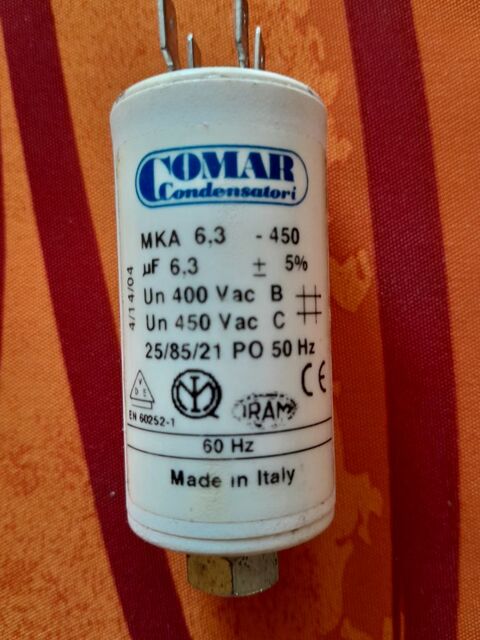 COMAR
Condensatori
MKA 6,3 - 450
µF 6,3 ± 5%
Un 400 Vac B
Un 450 Vac C
25/85/21 PO 50 Hz
4/14/04
VDE
EN 60252-1
IRAM
CE
60 Hz
Made in Italy